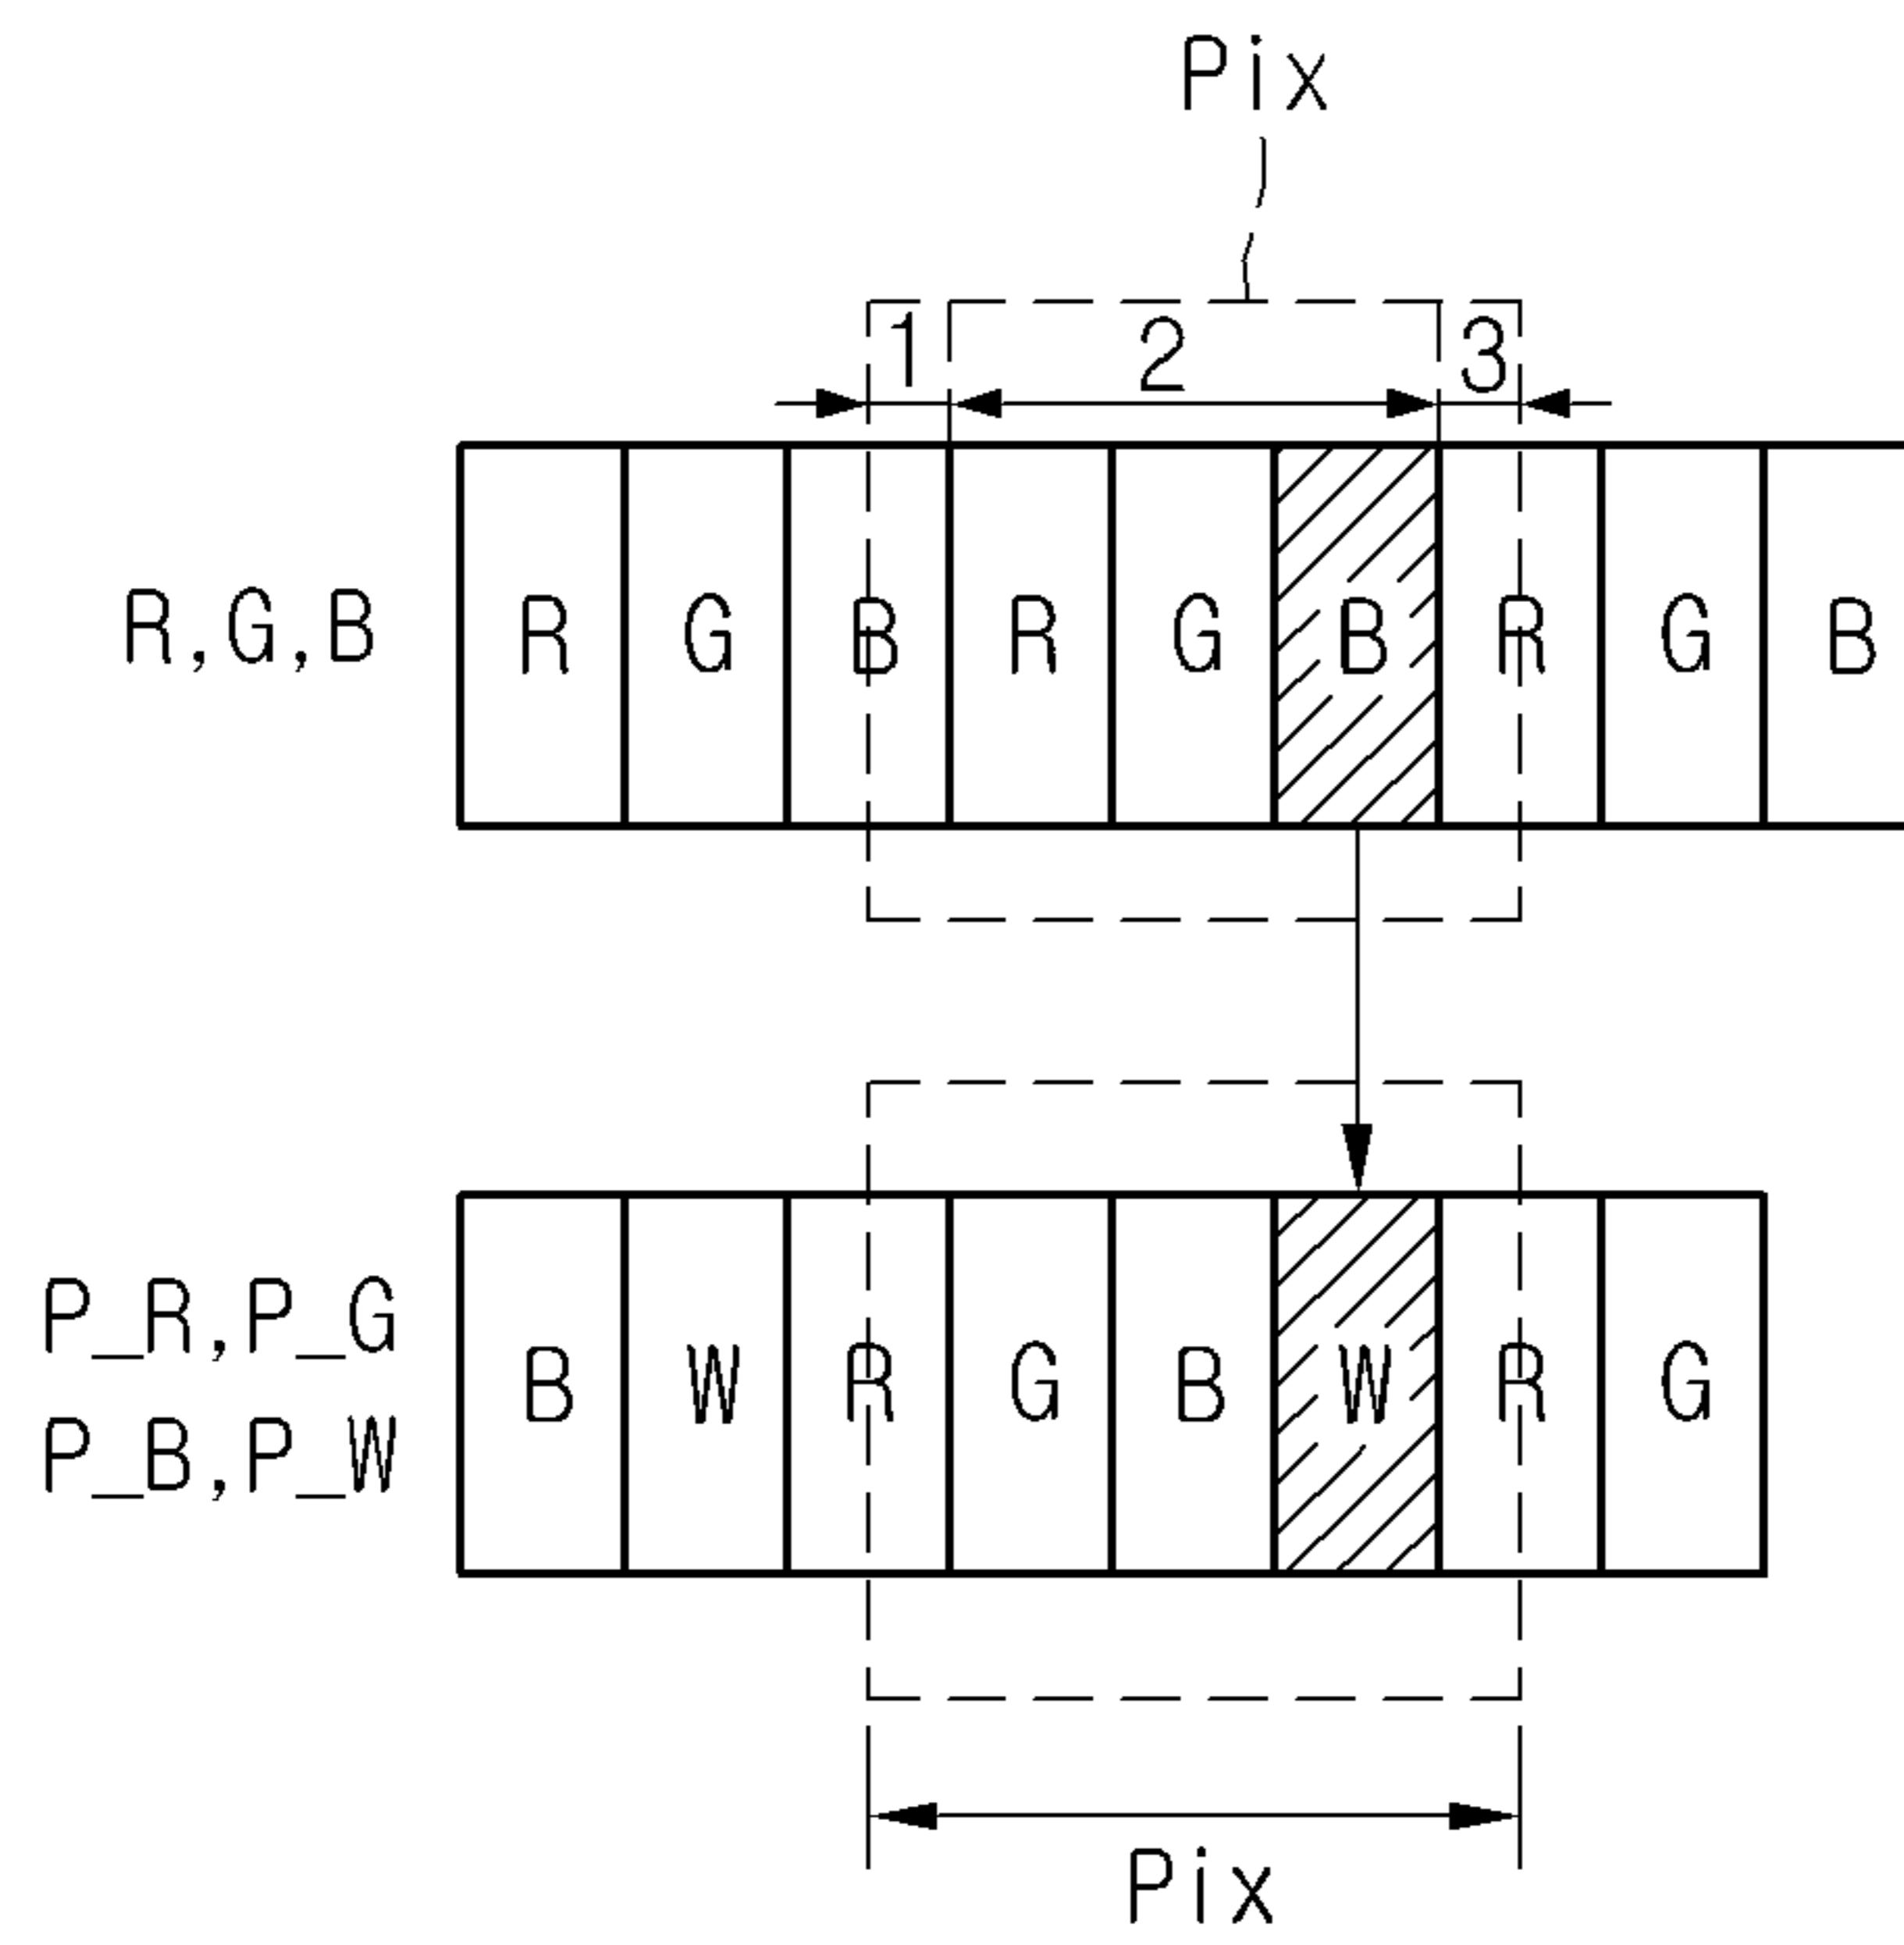 Pix
1 2 3
R,G,B R G B R G B R G B
P_R,P_G
B W R G B W R G
P_B,P_W
Pix